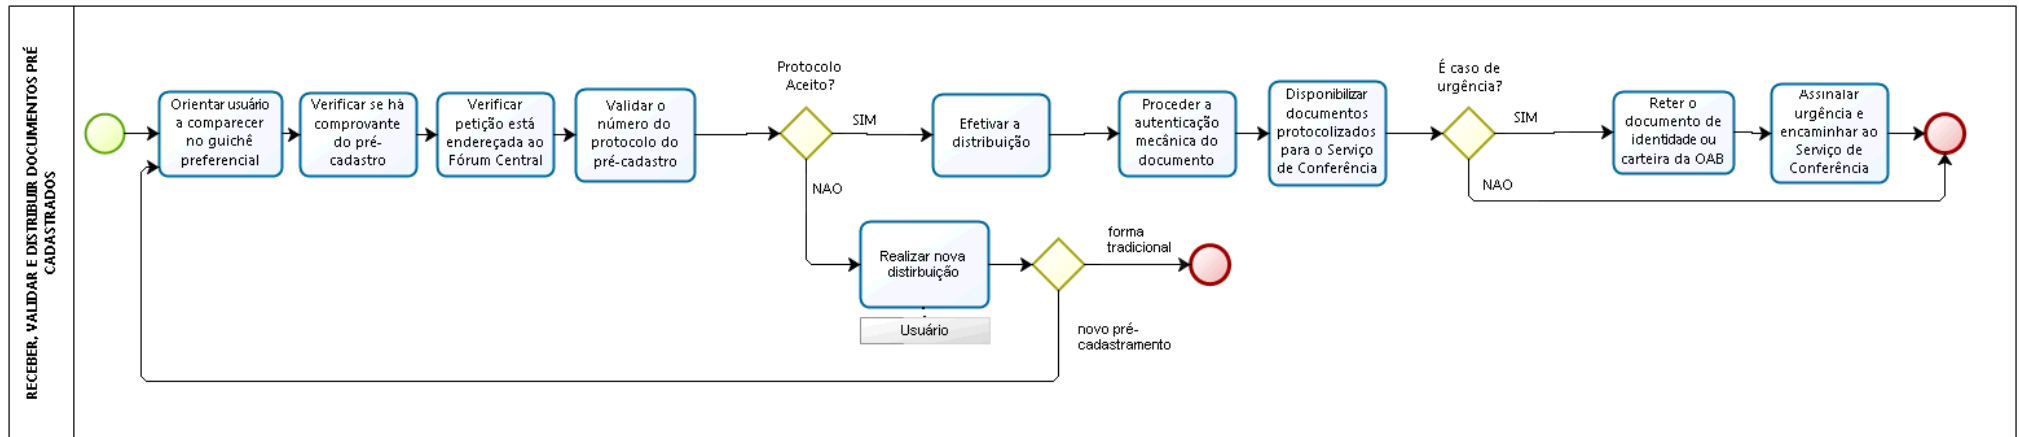 RECEBER, VALIDAR E DISTRIBUIR DOCUMENTOS PRÉ
CADASTRADOS
Orientar usuário
a comparecer
no guichê
preferencial
Verificar se há
comprovante
do pré-
cadastro
Verificar
petição está
endereçada ao
Fórum Central
Validar o
número do
protocolo do
pré-cadastro
Protocolo
Aceito?
SIM
NAO
Efetivar a
distribuição
Proceder a
autenticação
mecânica do
documento
Disponibilizar
documentos
protocolizados
para o Serviço
de Conferência
É caso de
urgência?
SIM
NAO
Reter o
documento de
identidade ou
carteira da OAB
Assinalar
urgência e
encaminhar ao
Serviço de
Conferência
Realizar nova
distirbuição
Usuário
forma
tradicional
novo pré-
cadastramento